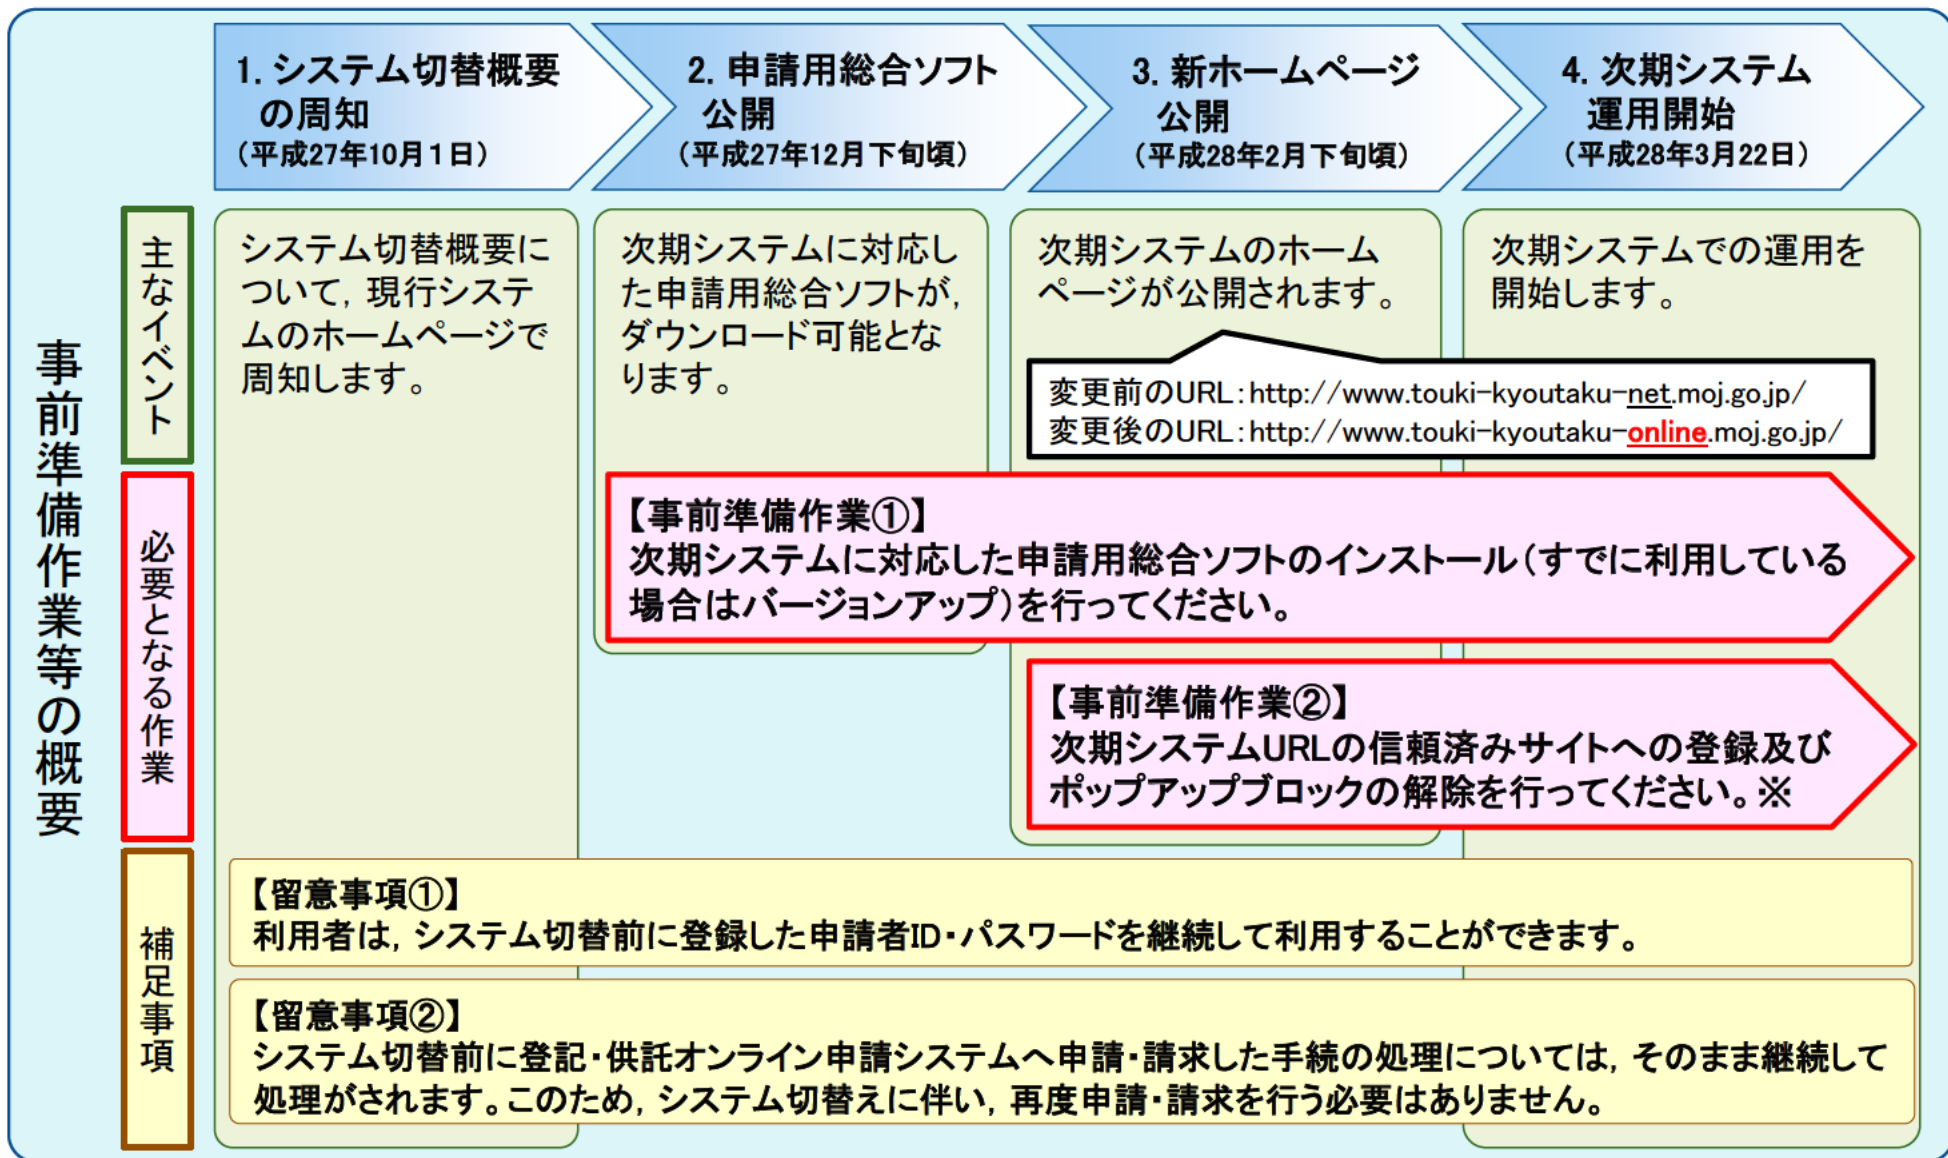 1. システム切替概要
の周知
（平成27年10月1日）
2. 申請用総合ソフト
公開
（平成27年12月下旬頃）
3. 新ホームページ
公開
（平成28年2月下旬頃）
4. 次期システム
運用開始
（平成28年3月22日）
事前準備作業等の概要
主なイベント
システム切替概要に
ついて，現行システ
ムのホームページで
周知します。
次期システムに対応し
た申請用総合ソフトが，
ダウンロード可能とな
ります。
次期システムのホーム
ページが公開されます。
次期システムでの運用を
開始します。
変更前のURL：http://www.touki-kyoutaku-net.moj.go.jp/
変更後のURL：http://www.touki-kyoutaku-online.moj.go.jp/
必要となる作業
【事前準備作業①】
次期システムに対応した申請用総合ソフトのインストール（すでに利用している
場合はバージョンアップ）を行ってください。
【事前準備作業②】
次期システムURLの信頼済みサイトへの登録及び
ポップアップブロックの解除を行ってください。※
補足事項
【留意事項①】
利用者は，システム切替前に登録した申請者ID・パスワードを継続して利用することができます。
【留意事項②】
システム切替前に登記・供託オンライン申請システムへ申請・請求した手続の処理については，そのまま継続して
処理がされます。このため，システム切替えに伴い，再度申請・請求を行う必要はありません。